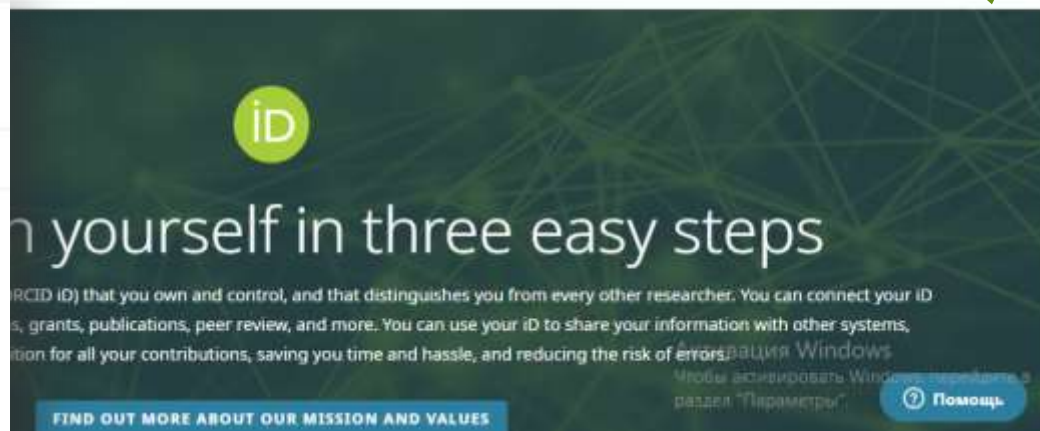 iD
yourself in three easy steps
RCID iD) that you own and control, and that distinguishes you from every other researcher. You can connect your iD
s, grants, publications, peer review, and more. You can use your iD to share your information with other systems,
ition for all your contributions, saving you time and hassle, and reducing the risk of errors.
Активация Windows
Чтобы активировать Windows, перейдите в
раздел "Параметры".
Помощь
FIND OUT MORE ABOUT OUR MISSION AND VALUES